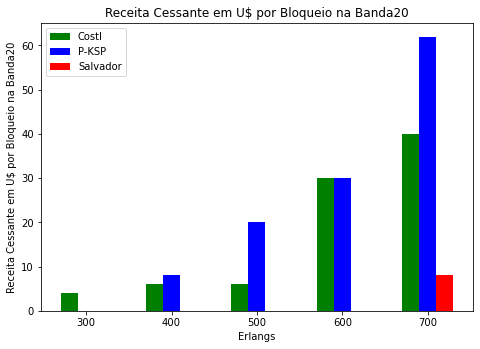 Receita Cessante em U$ por Bloqueio na Banda20
CostI
P-KSP
Salvador
Receita Cessante em U$ por Bloqueio na Banda20
60
50
40
30
20
10
0
300 400 500 600 700
Erlangs